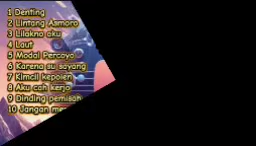 1 Denting
2 Lintang Asmoro
3 Lilakno aku
4 Laut
5 Modal Percoyo
6 Karena su sayang
7 Kimcil kepolen
8 Aku cah kerjo
9 Dinding pemisah
10 Jangan